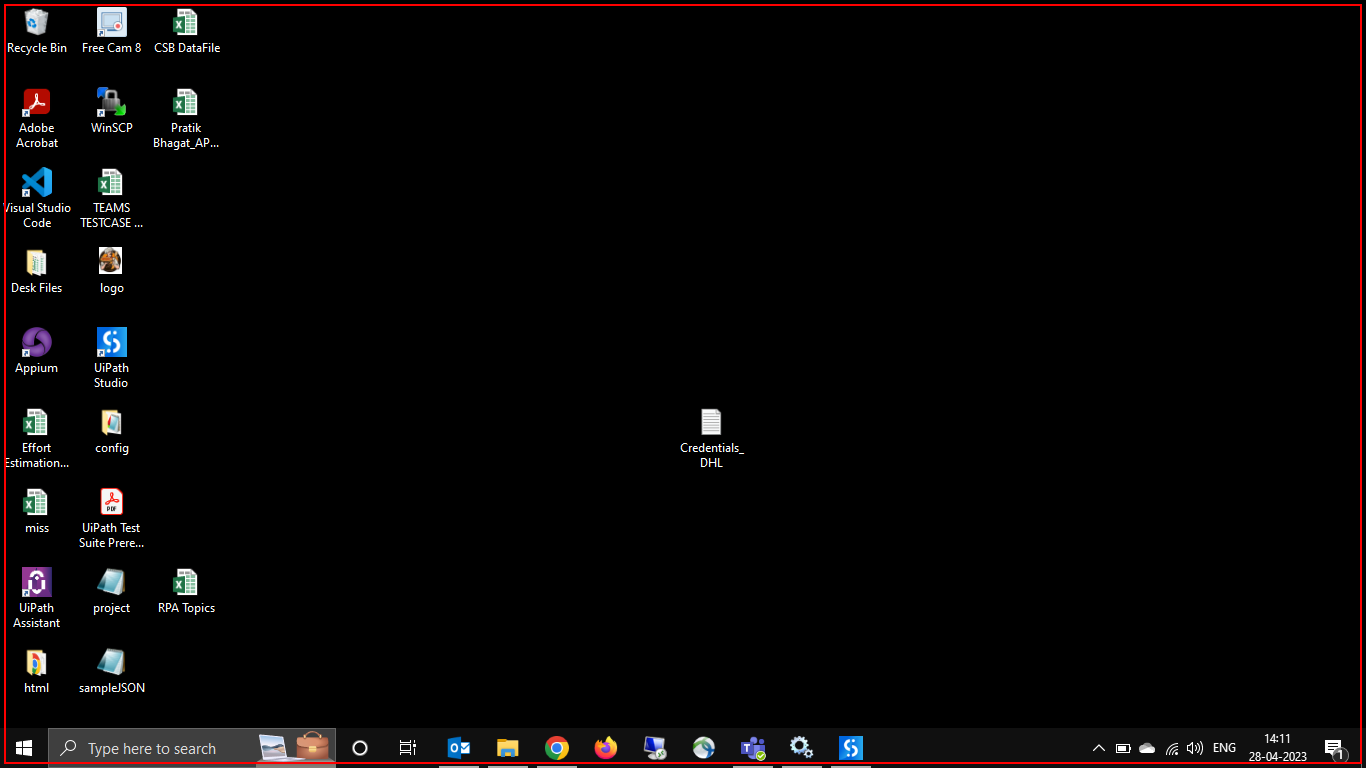 Recycle Bin
Free Cam 8
CSB DataFile
Adobe
Acrobat
WinSCP
Pratik
Bhagat_AP...
Visual Studio
Code
TEAMS
TESTCASE ...
Desk Files
logo
Appium
UiPath
Studio
Effort
Estimation...
config
Credentials_
DHL
miss
PDF
UiPath Test
Suite Prere...
UiPath
Assistant
project
RPA Topics
html
sampleJSON
Type here to search
ENG
14:11
28-04-2023
1